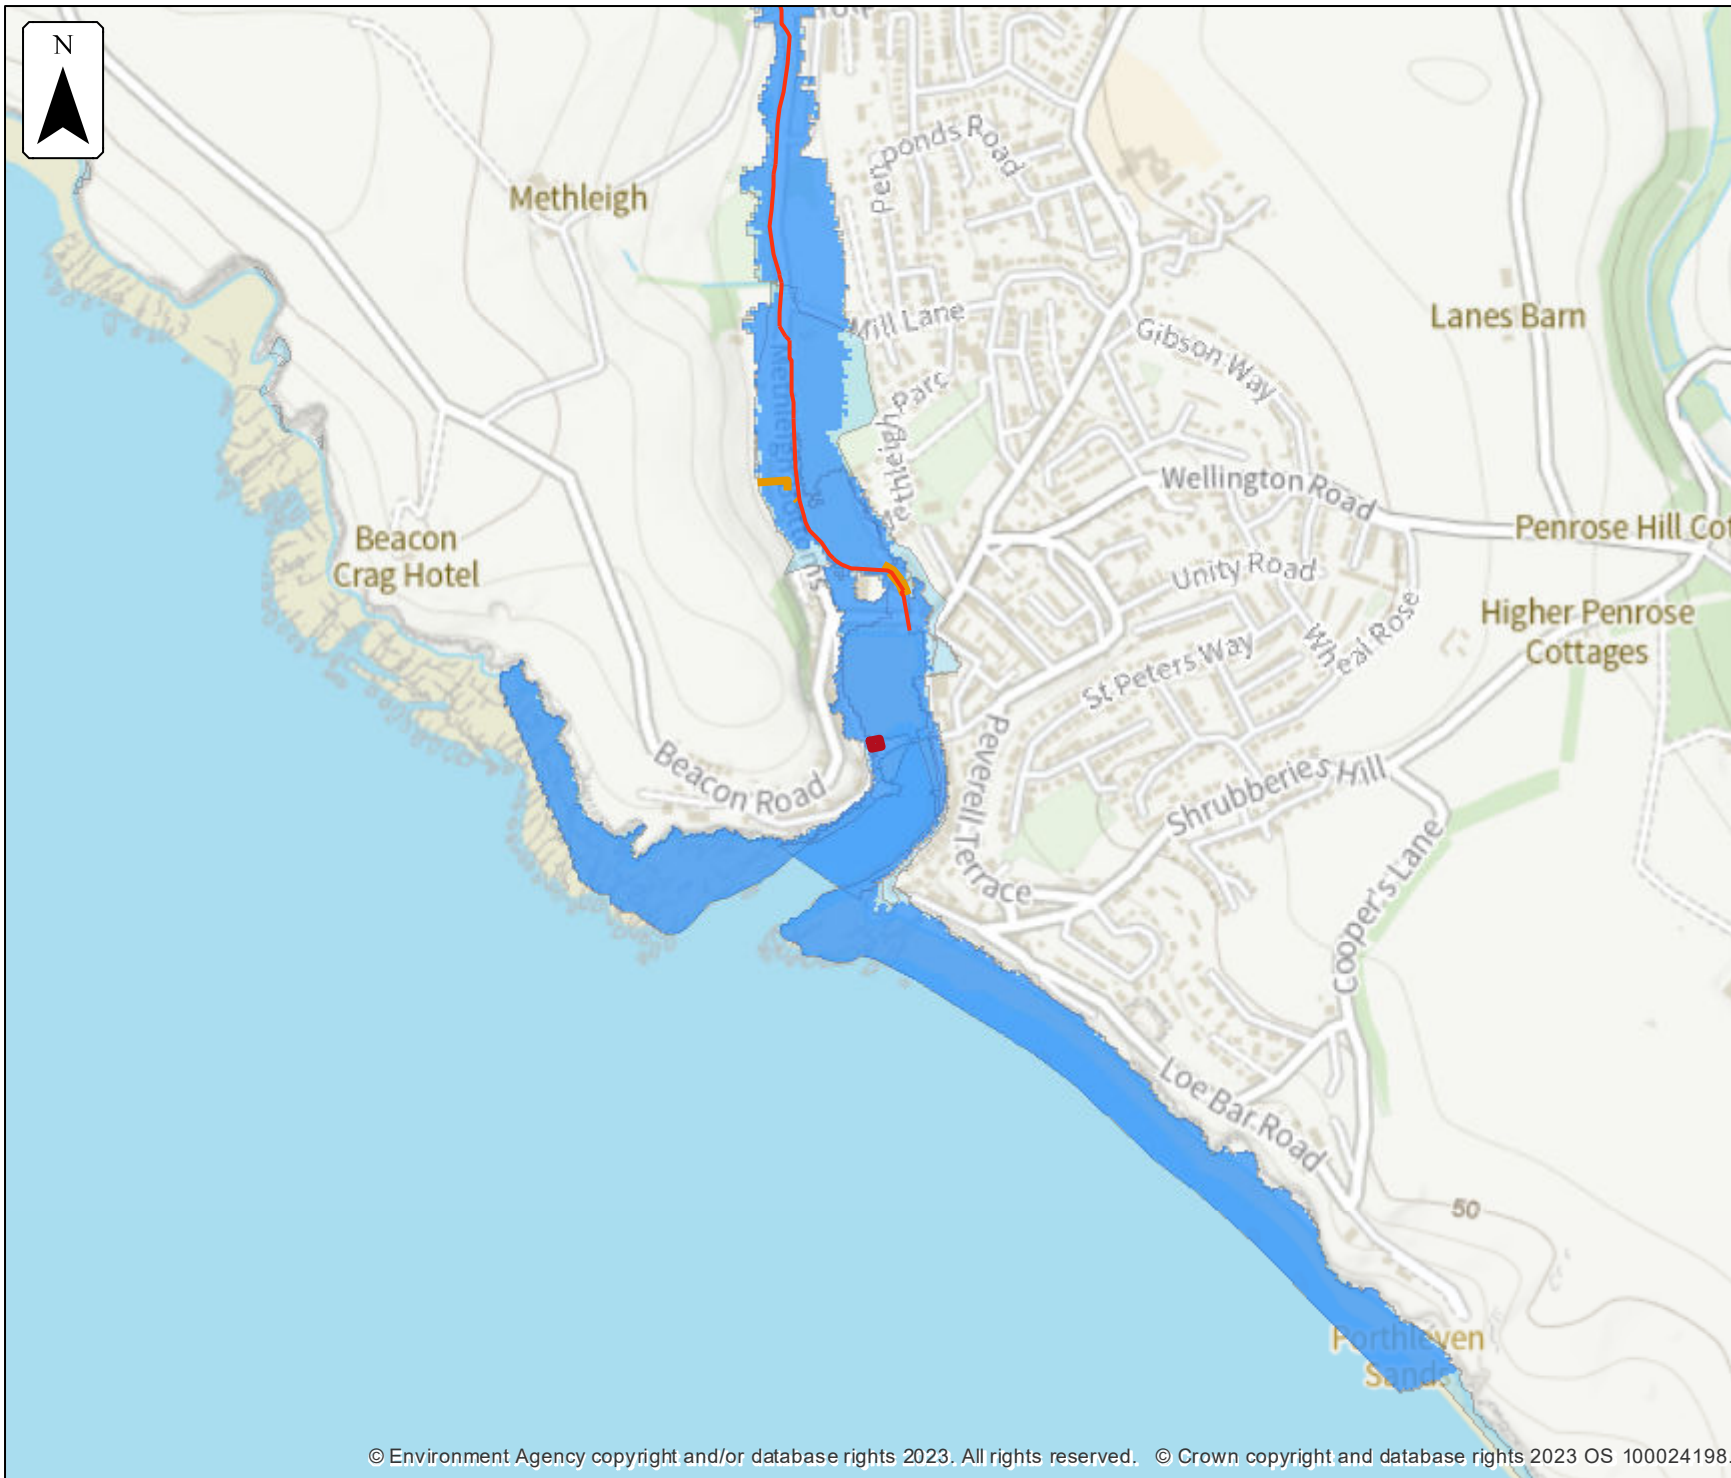 N
Penponds Road
Methleigh
Mill Lane
Gibson Way
Lanes Barn
Parc
Wellington Road
Penrose Hill Cot
Beacon
Crag Hotel
Unity Road
Wheal Rose
Higher Penrose
Cottages
St Peters Way
Beacon Road
Peverell Terrace
Shrubberies Hill
Cooper's Lane
Loe Bar Road
50
Porthleven
Sands
© Environment Agency copyright and/or database rights 2023. All rights reserved. © Crown copyright and database rights 2023 OS 100024198